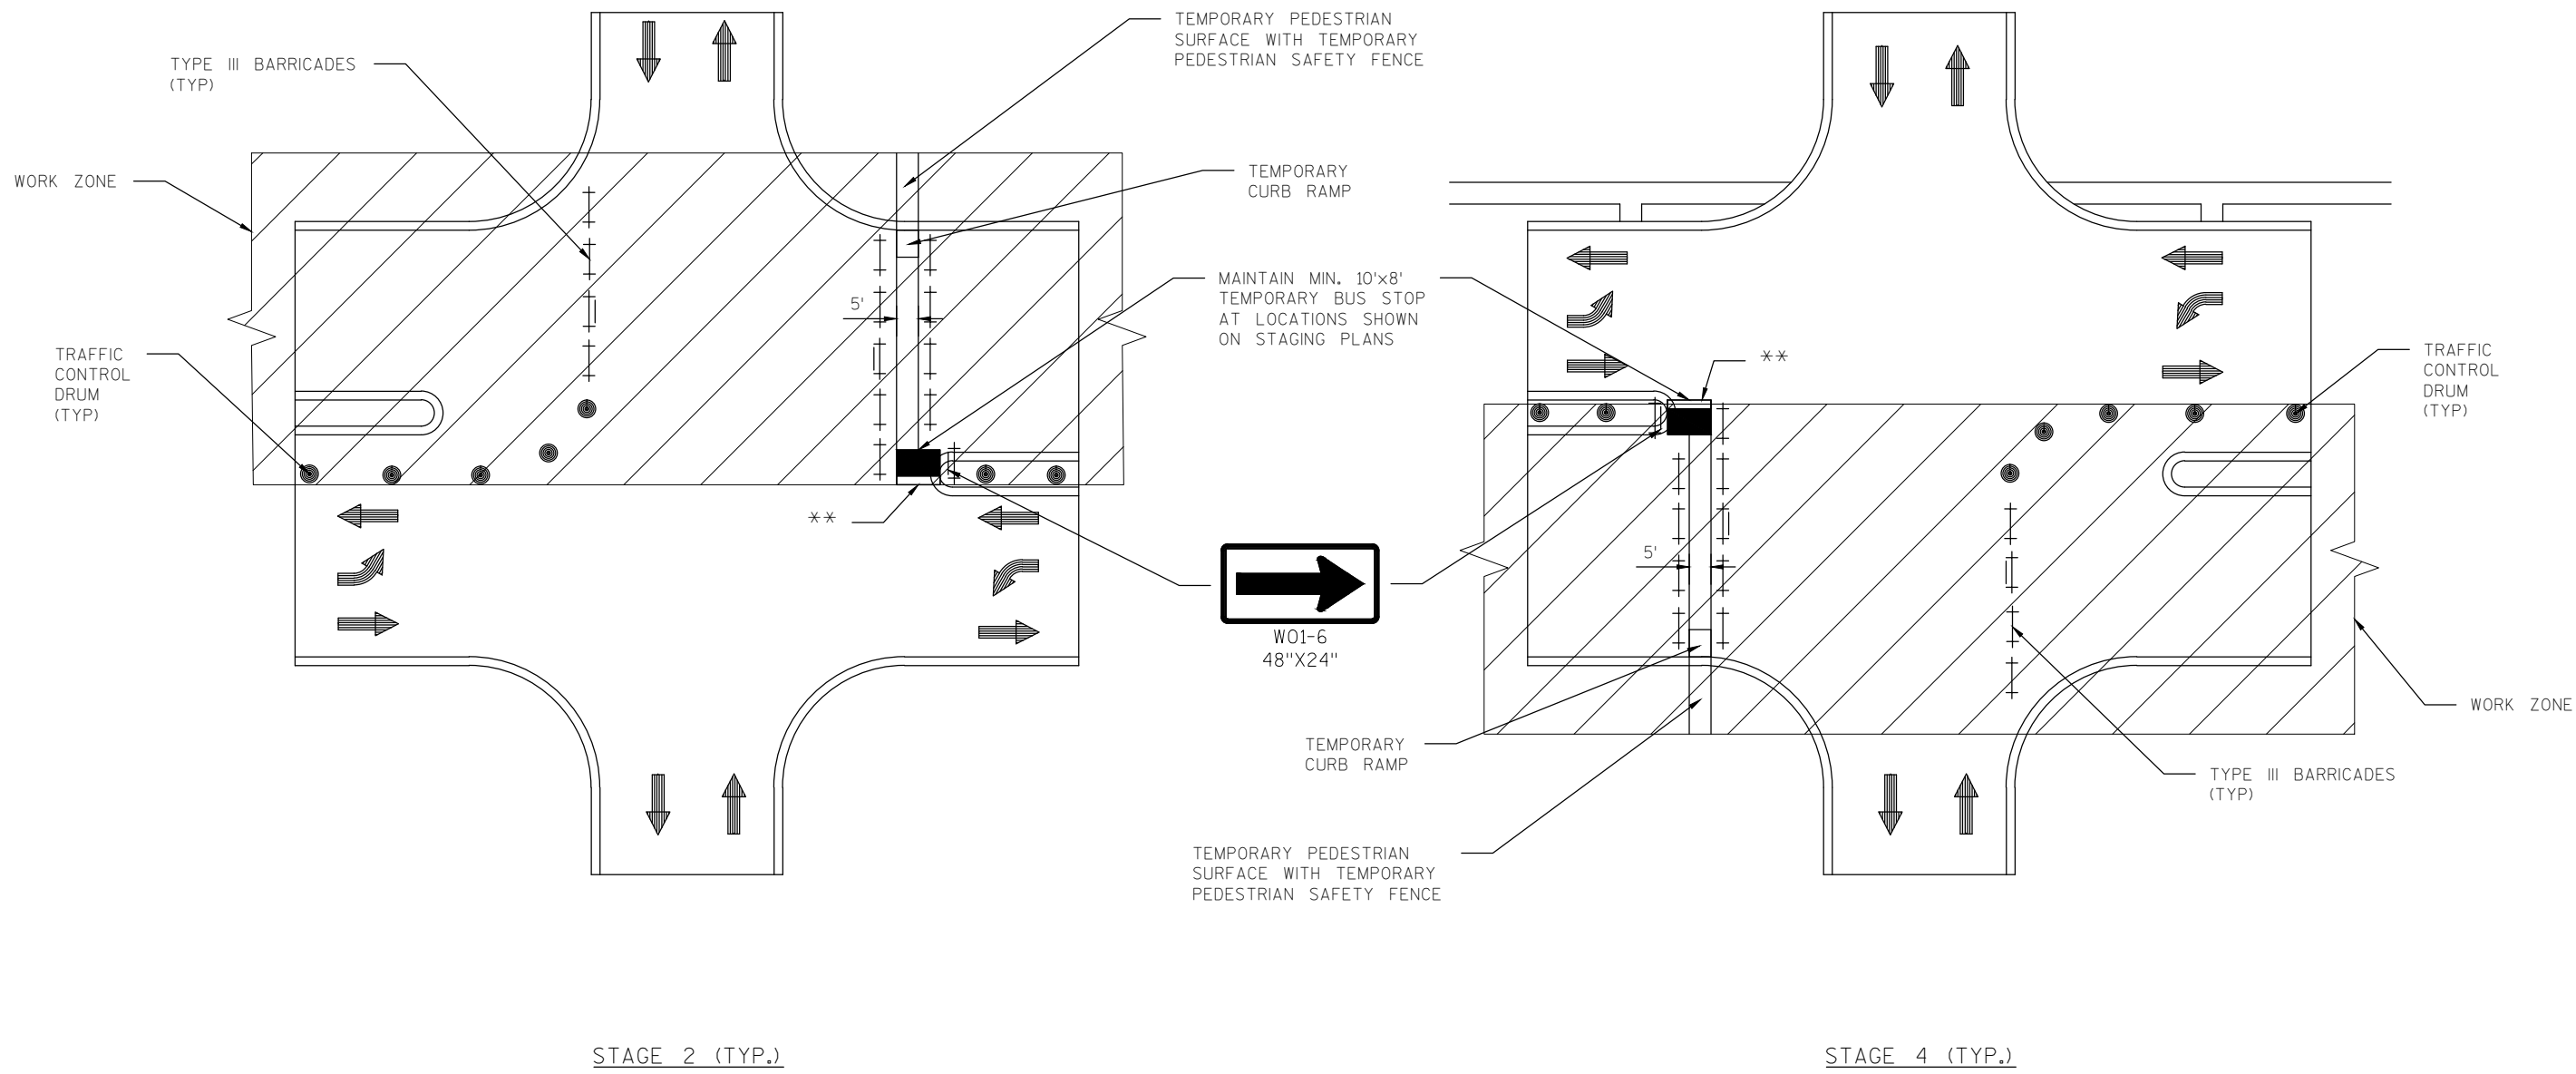 TEMPORARY PEDESTRIAN
SURFACE WITH TEMPORARY
PEDESTRIAN SAFETY FENCE
TYPE III BARRICADES
(TYP)
WORK ZONE
TEMPORARY
CURB RAMP
MAINTAIN MIN. 10'x8'
TEMPORARY BUS STOP
AT LOCATIONS SHOWN
ON STAGING PLANS
5'
TRAFFIC
CONTROL
DRUM
(TYP)
**
**
TRAFFIC
CONTROL
DRUM
(TYP)
5'
WO1-6
48"X24"
WORK ZONE
TEMPORARY
CURB RAMP
TYPE III BARRICADES
(TYP)
TEMPORARY PEDESTRIAN
SURFACE WITH TEMPORARY
PEDESTRIAN SAFETY FENCE
STAGE 2 (TYP.)
STAGE 4 (TYP.)